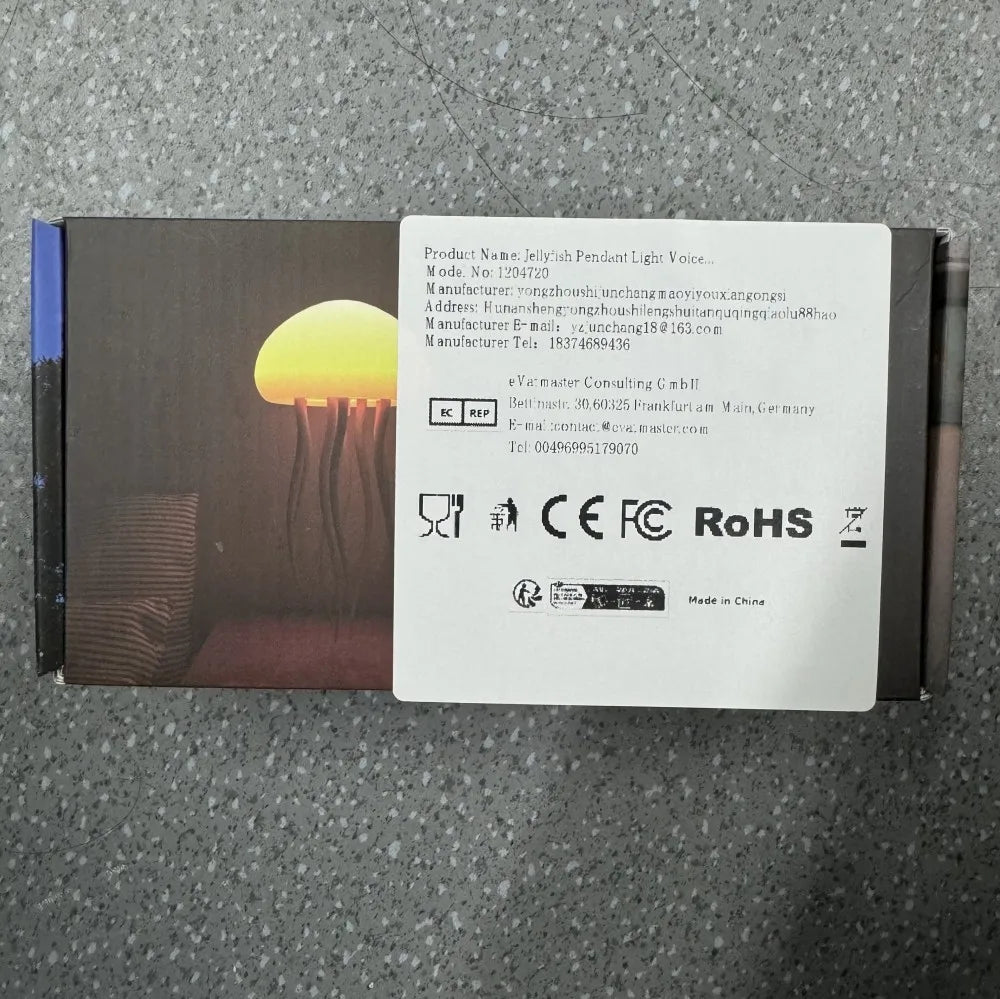 Product Name: Jellyfish Pendant Light Voice...
Mode. No: 1204720
Manufacturer: yongzhoushijunchangmaoyiyouxiangongsi
Address: Hunanshengyongzhoushilengshuitanquqingqiaolu88hao
Manufacturer E-mail: yzjunchang18@163.com
Manufacturer Tel: 18374689436
eVatmaster Consulting GmbH
Bettinastr. 30,60325 Frankfurt am Main, Germany
EC REP
E-mail:contact@evatmaster.com
Tel: 00496995179070
CE FC RoHS
Made in China